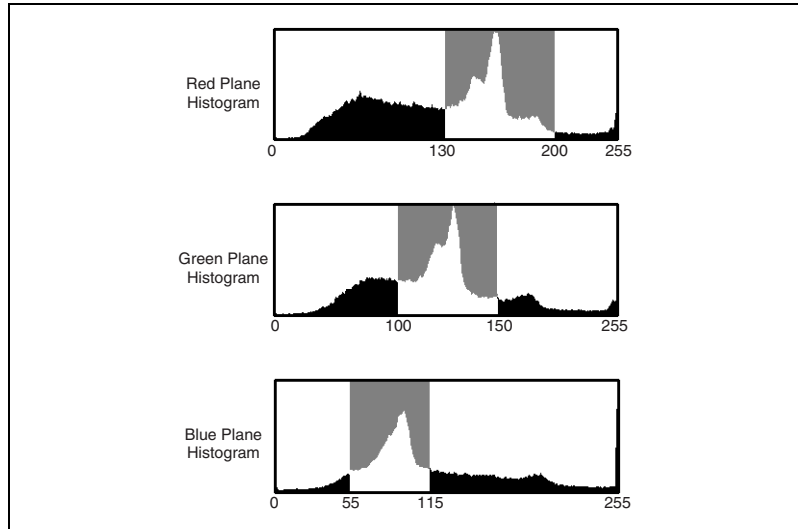 Red Plane
Histogram
0 130 200 255
Green Plane
Histogram
0 100 150 255
Blue Plane
Histogram
0 55 115 255